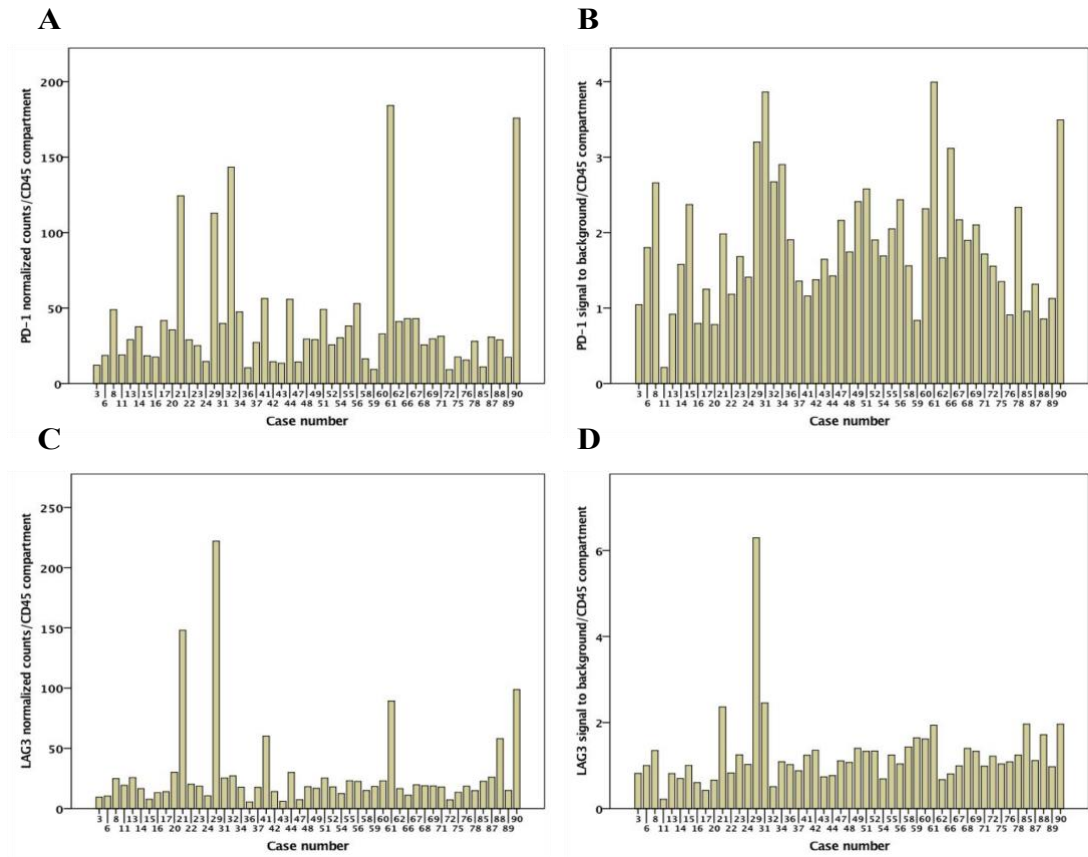 A
PD-1 normalized counts/CD45 compartment
200
150
100
50
0
3 8 13 15 17 21 23 29 32 36 41 43 47 49 52 55 58 60 62 67 69 72 76 85 88 90
6 11 14 16 20 22 24 31 34 37 42 44 48 51 54 56 59 61 66 68 71 75 78 87 89
Case number
B
PD-1 signal to background/CD45 compartment
4
3
2
1
0
3 8 13 15 17 21 23 29 32 36 41 43 47 49 52 55 58 60 62 67 69 72 76 85 88 90
6 11 14 16 20 22 24 31 34 37 42 44 48 51 54 56 59 61 66 68 71 75 78 87 89
Case number
C
LAG3 normalized counts/CD45 compartment
250
200
150
100
50
0
3 8 13 15 17 21 23 29 32 36 41 43 47 49 52 55 58 60 62 67 69 72 76 85 88 90
6 11 14 16 20 22 24 31 34 37 42 44 48 51 54 56 59 61 66 68 71 75 78 87 89
Case number
D
LAG3 signal to background/CD45 compartment
6
4
2
0
3 8 13 15 17 21 23 29 32 36 41 43 47 49 52 55 58 60 62 67 69 72 76 85 88 90
6 11 14 16 20 22 24 31 34 37 42 44 48 51 54 56 59 61 66 68 71 75 78 87 89
Case number